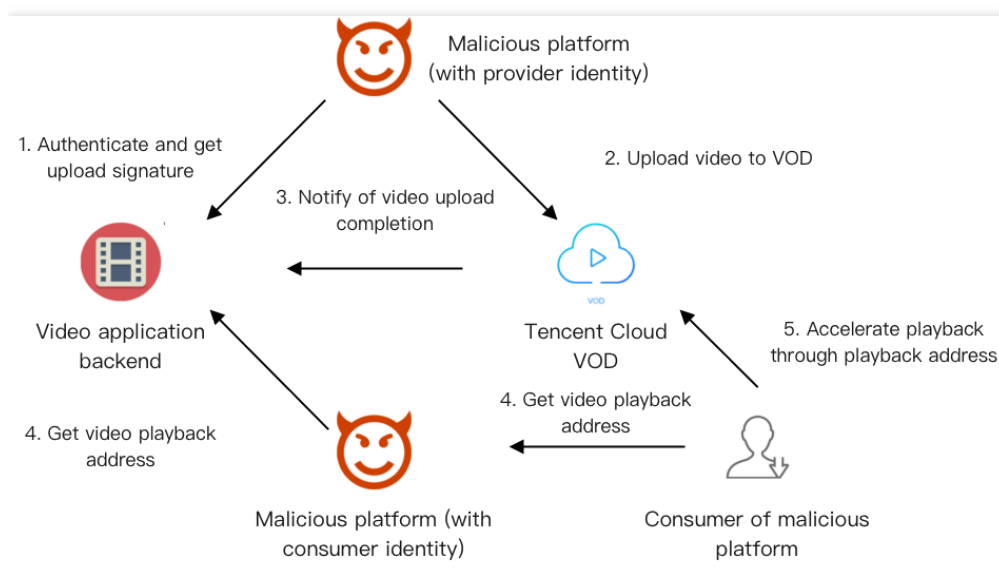 Malicious platform
(with provider identity)
1. Authenticate and get
upload signature
2. Upload video to VOD
3. Notify of video upload
completion
VOD
Video application
backend
Tencent Cloud
VOD
5. Accelerate playback
through playback address
4. Get video playback
address
4. Get video playback
address
Malicious platform (with
consumer identity)
Consumer of malicious
platform